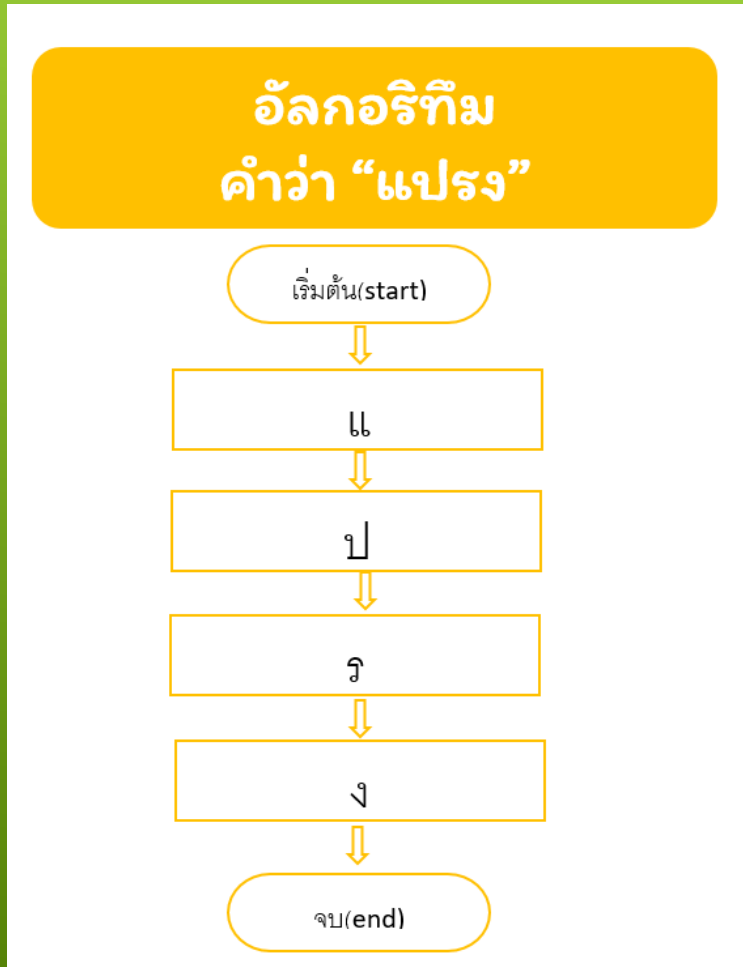 อัลกอริทึม
คำว่า “แปรง”
เริ่มต้น(start)
แ
ป
ร
ง
จบ(end)